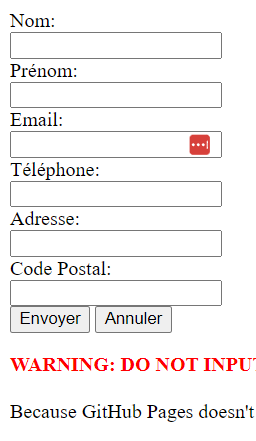 Nom:
Prénom:
Email:
Téléphone:
Adresse:
Code Postal:
Envoyer Annuler
WARNING: DO NOT INPUT
Because GitHub Pages doesn't